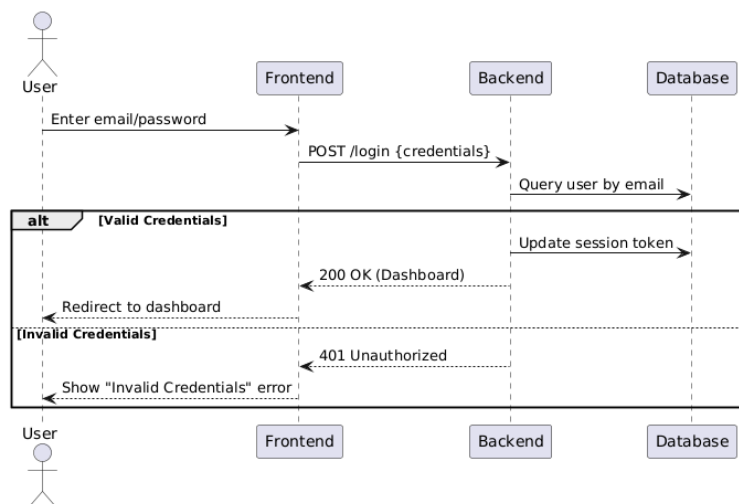 User
Frontend
Backend
Database
Enter email/password
POST /login {credentials}
Query user by email
alt
[Valid Credentials]
Update session token
200 OK (Dashboard)
Redirect to dashboard
[Invalid Credentials]
401 Unauthorized
Show "Invalid Credentials" error
User
Frontend
Backend
Database